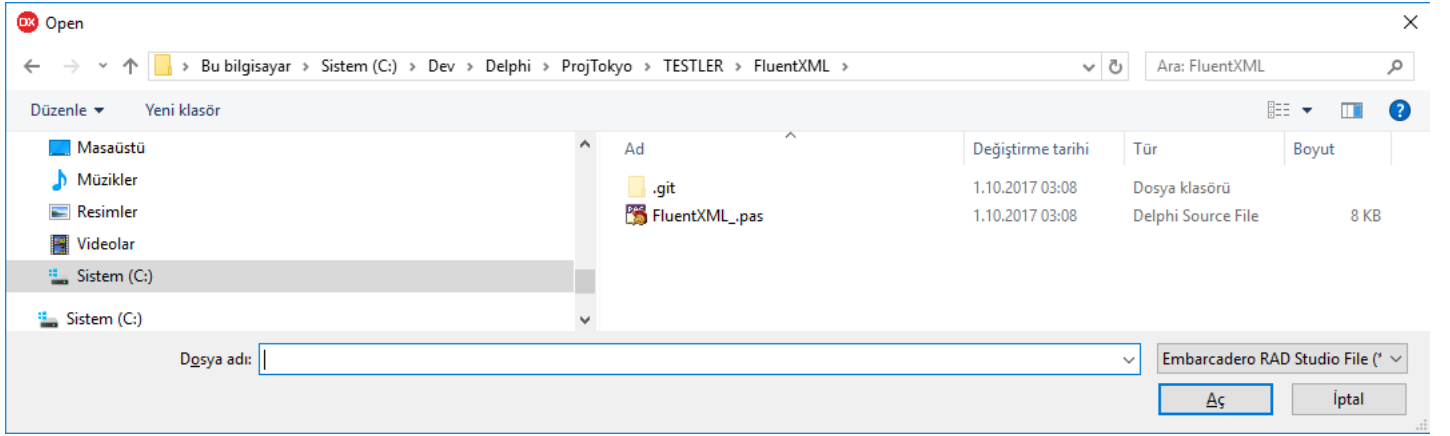 DX Open
Bu bilgisayar > Sistem (C:) > Dev > Delphi > ProjTokyo > TESTLER > FluentXML >
Ara: FluentXML
Düzenle Yeni klasör
?
Masaüstü
Müzikler
Resimler
Videolar
Sistem (C:)
Sistem (C:)
Ad Değiştirme tarihi Tür Boyut
.git 1.10.2017 03:08 Dosya klasörü
FluentXML_.pas 1.10.2017 03:08 Delphi Source File 8 KB
Dosya adı:
Embarcadero RAD Studio File (*
Aç İptal